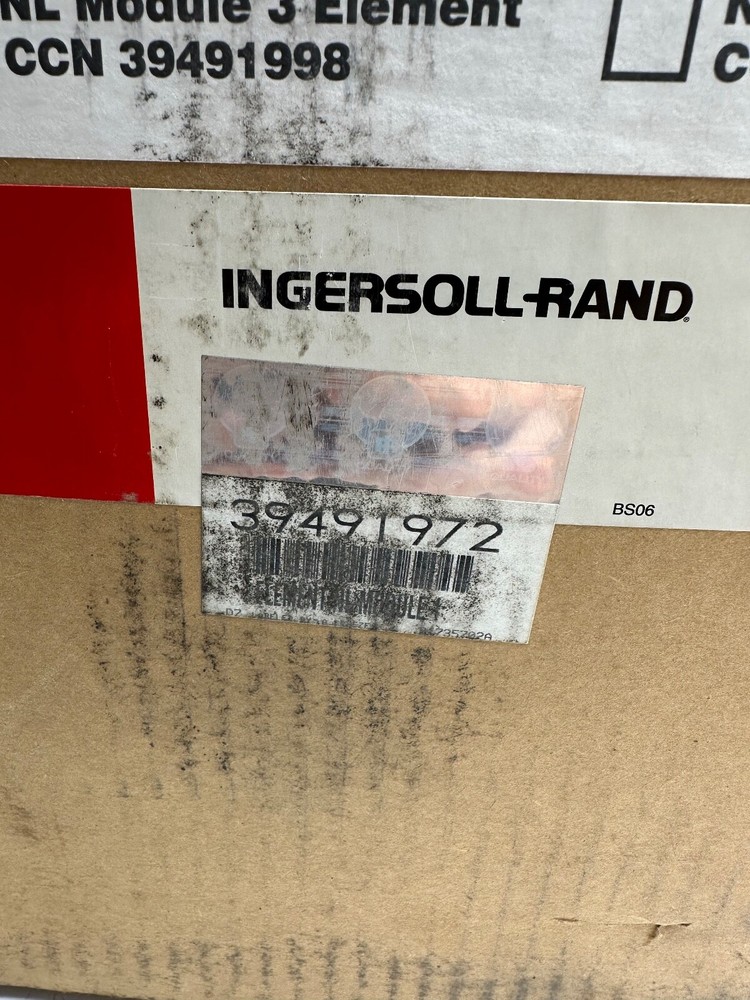 NL Module 3 Element
CCN 39491998
N
C
INGERSOLL-RAND®
BS06
39491972